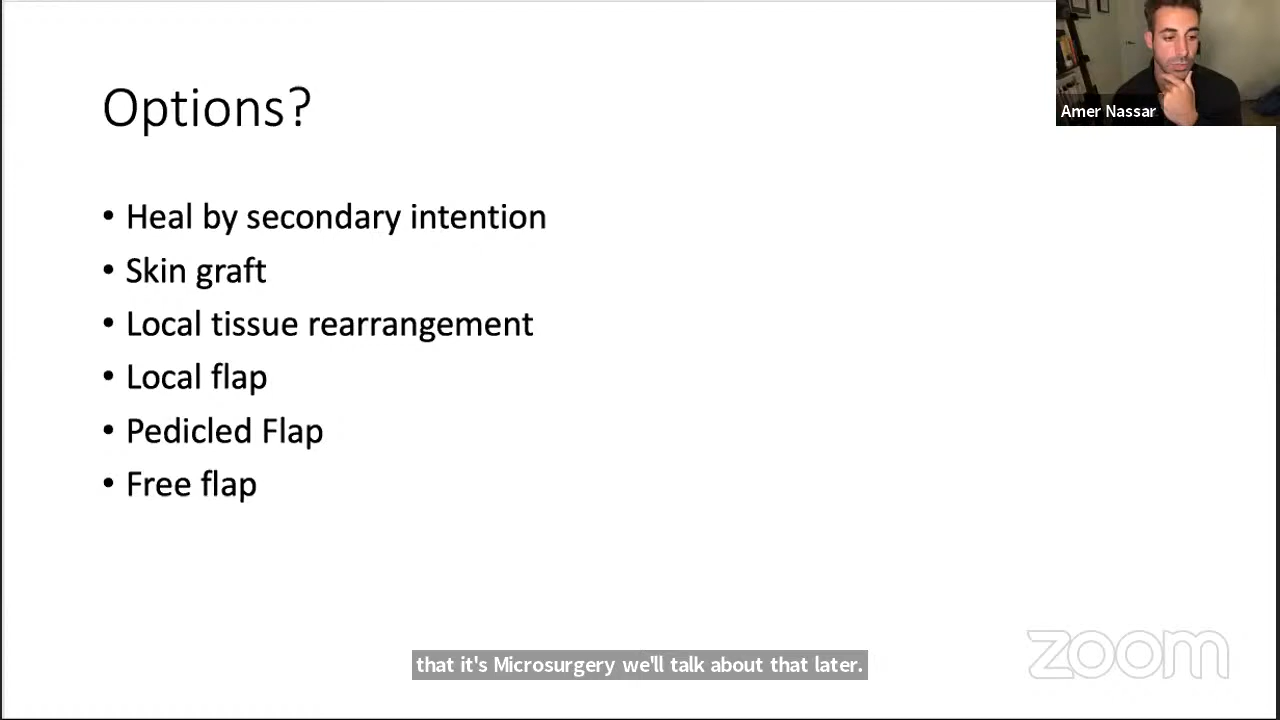 Options?
Amer Nassar
• Heal by secondary intention
• Skin graft
• Local tissue rearrangement
• Local flap
• Pedicled Flap
• Free flap
that it's Microsurgery we'll talk about that later.
zoom